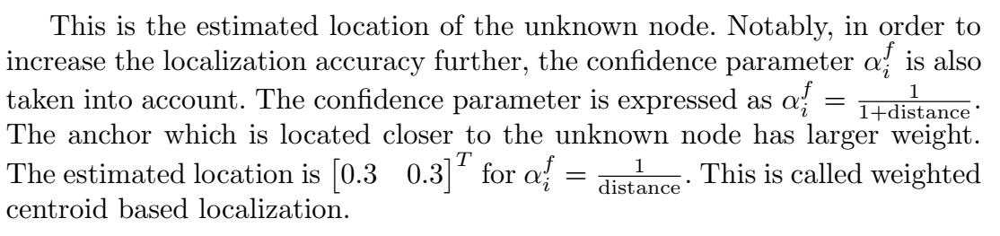 This is the estimated location of the unknown node. Notably, in order to
increase the localization accuracy further, the confidence parameter $\alpha_i^f$ is also
taken into account. The confidence parameter is expressed as $\alpha_i^f = \frac{1}{1+\text{distance}}$.
The anchor which is located closer to the unknown node has larger weight.
The estimated location is $\begin{bmatrix} 0.3 & 0.3 \end{bmatrix}^T$ for $\alpha_i^f = \frac{1}{\text{distance}}$. This is called weighted
centroid based localization.